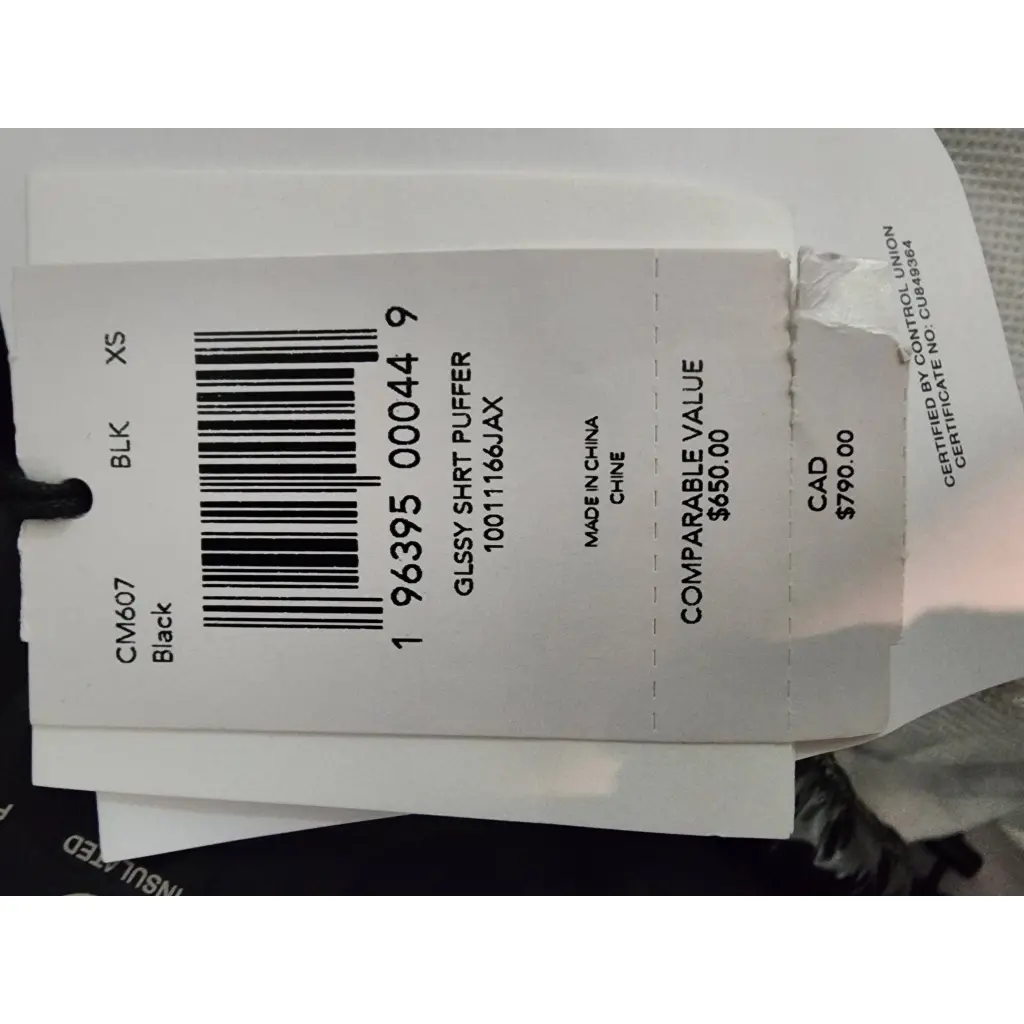 CM607 BLK XS
Black
1 96395 00044 9
GLSSY SHRT PUFFER
10011166JAX
MADE IN CHINA
CHINE
COMPARABLE VALUE
$650.00
CAD
$790.00
CERTIFIED BY CONTROL UNION
CERTIFICATE NO: CU849364
INSULATED